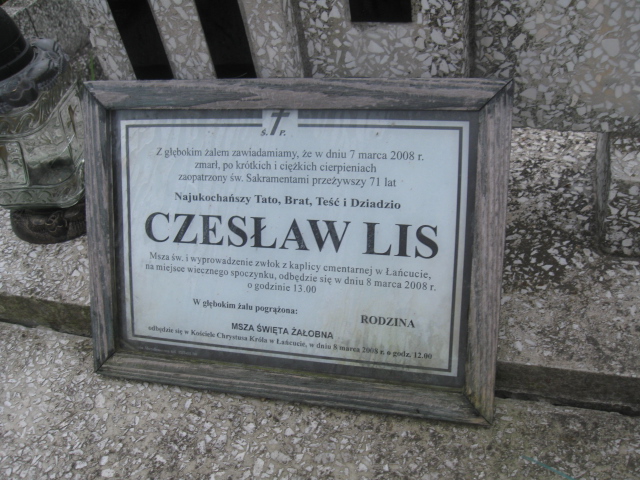 ś. † p.
Z głębokim żalem zawiadamiamy, że w dniu 7 marca 2008 r.
zmarł, po krótkich i ciężkich cierpieniach
zaopatrzony św. Sakramentami przeżywszy 71 lat
Najukochańszy Tato, Brat, Teść i Dziadzio
CZESŁAW LIS
Msza św. i wyprowadzenie zwłok z kaplicy cmentarnej w Łańcucie,
na miejsce wiecznego spoczynku, odbędzie się w dniu 8 marca 2008 r.
o godzinie 13.00
W głębokim żalu pogrążona:
RODZINA
MSZA ŚWIĘTA ŻAŁOBNA
odbędzie się w Kościele Chrystusa Króla w Łańcucie, w dniu 8 marca 2008 r. o godz. 12.00